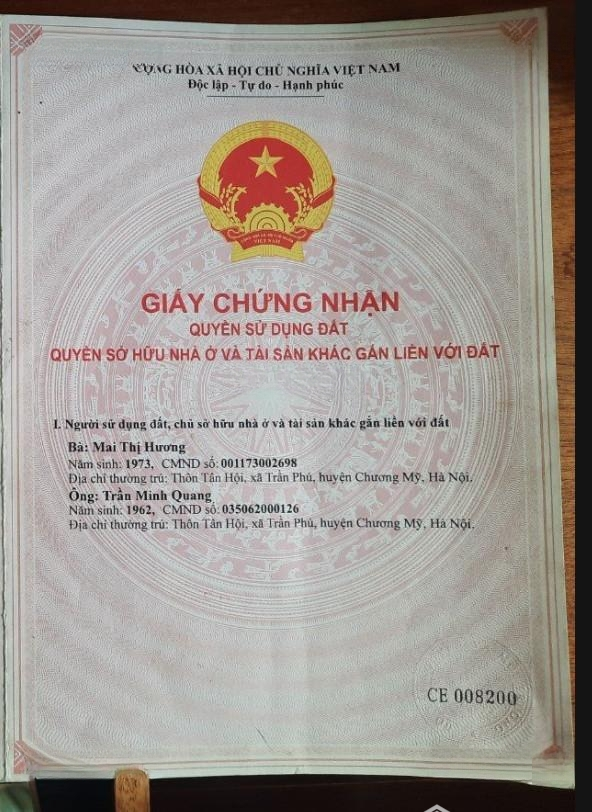 CỘNG HÒA XÃ HỘI CHỦ NGHĨA VIỆT NAM
Độc lập - Tự do - Hạnh phúc
VIỆT NAM
GIẤY CHỨNG NHẬN
QUYỀN SỬ DỤNG ĐẤT
QUYỀN SỞ HỮU NHÀ Ở VÀ TÀI SẢN KHÁC GẮN LIỀN VỚI ĐẤT
I. Người sử dụng đất, chủ sở hữu nhà ở và tài sản khác gắn liền với đất
Bà: Mai Thị Hương
Năm sinh: 1973, CMND số: 001173002698
Địa chỉ thường trú: Thôn Tân Hội, xã Trần Phú, huyện Chương Mỹ, Hà Nội.
Ông: Trần Minh Quang
Năm sinh: 1962, CMND số: 035062000126
Địa chỉ thường trú: Thôn Tân Hội, xã Trần Phú, huyện Chương Mỹ, Hà Nội.
CE 008200